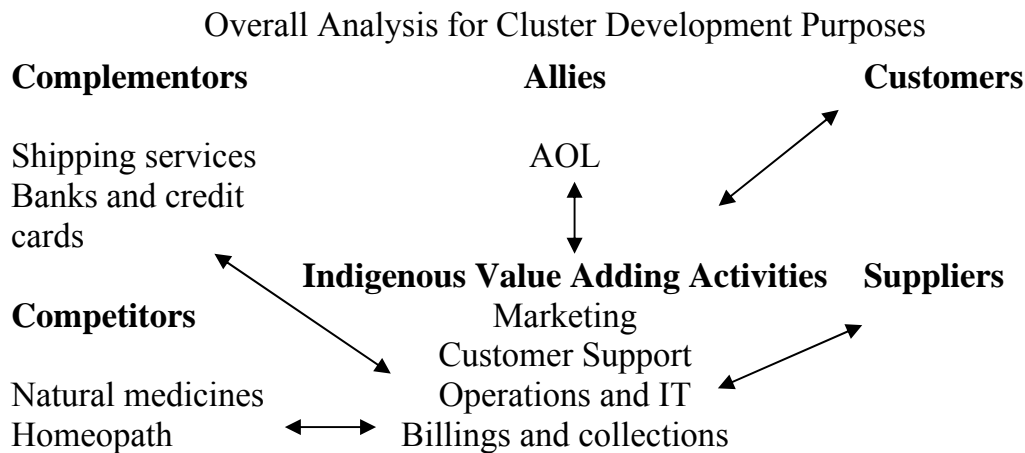 Overall Analysis for Cluster Development Purposes
Complementors Allies Customers
Shipping services AOL
Banks and credit
cards
Indigenous Value Adding Activities Suppliers
Competitors Marketing
Customer Support
Natural medicines Operations and IT
Homeopath Billings and collections